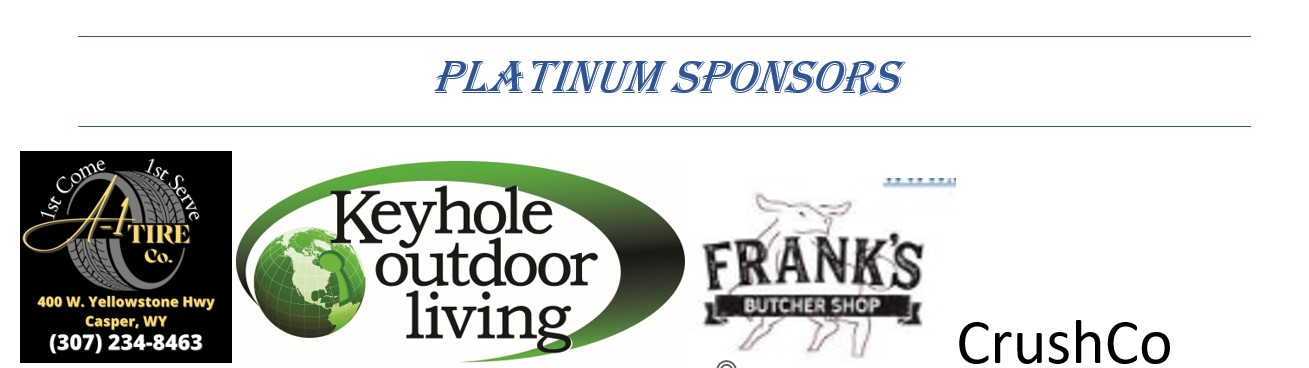 PLATINUM SPONSORS
1st Come 1st Serve
A-1 TIRE
Co.
400 W. Yellowstone Hwy
Casper, WY
(307) 234-8463
Keyhole
outdoor
living
FRANK'S
BUTCHER SHOP
CrushCo